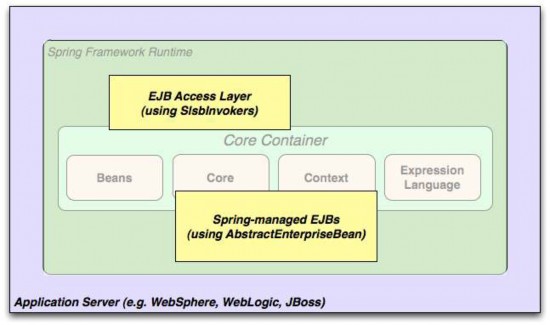 Spring Framework Runtime
EJB Access Layer
(using SlsbInvokers)
Core Container
Beans
Core
Context
Expression
Language
Spring-managed EJBs
(using AbstractEnterpriseBean)
Application Server (e.g. WebSphere, WebLogic, JBoss)